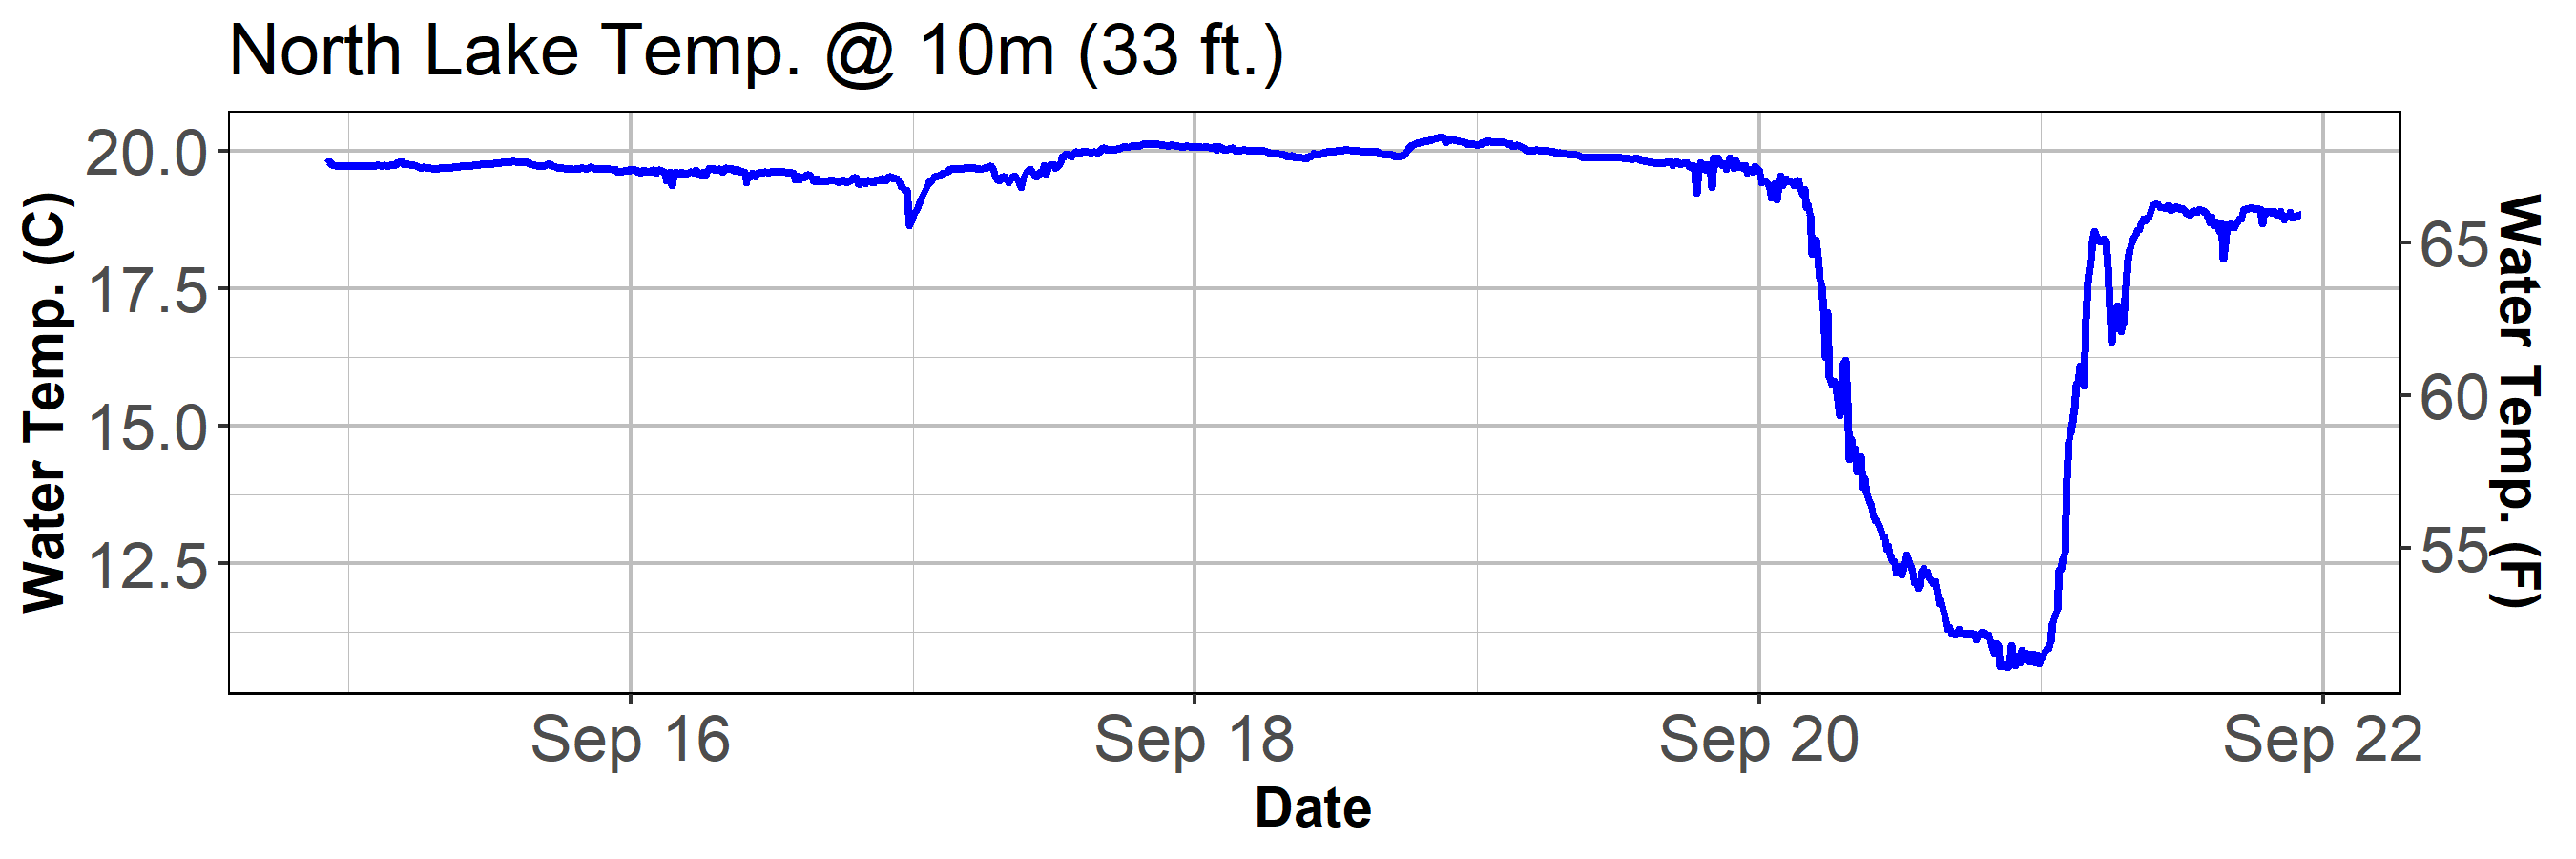 North Lake Temp. @ 10m (33 ft.)
Water Temp. (C)
20.0
17.5
15.0
12.5
65
60
55
Water Temp. (F)
Sep 16
Sep 18
Sep 20
Sep 22
Date